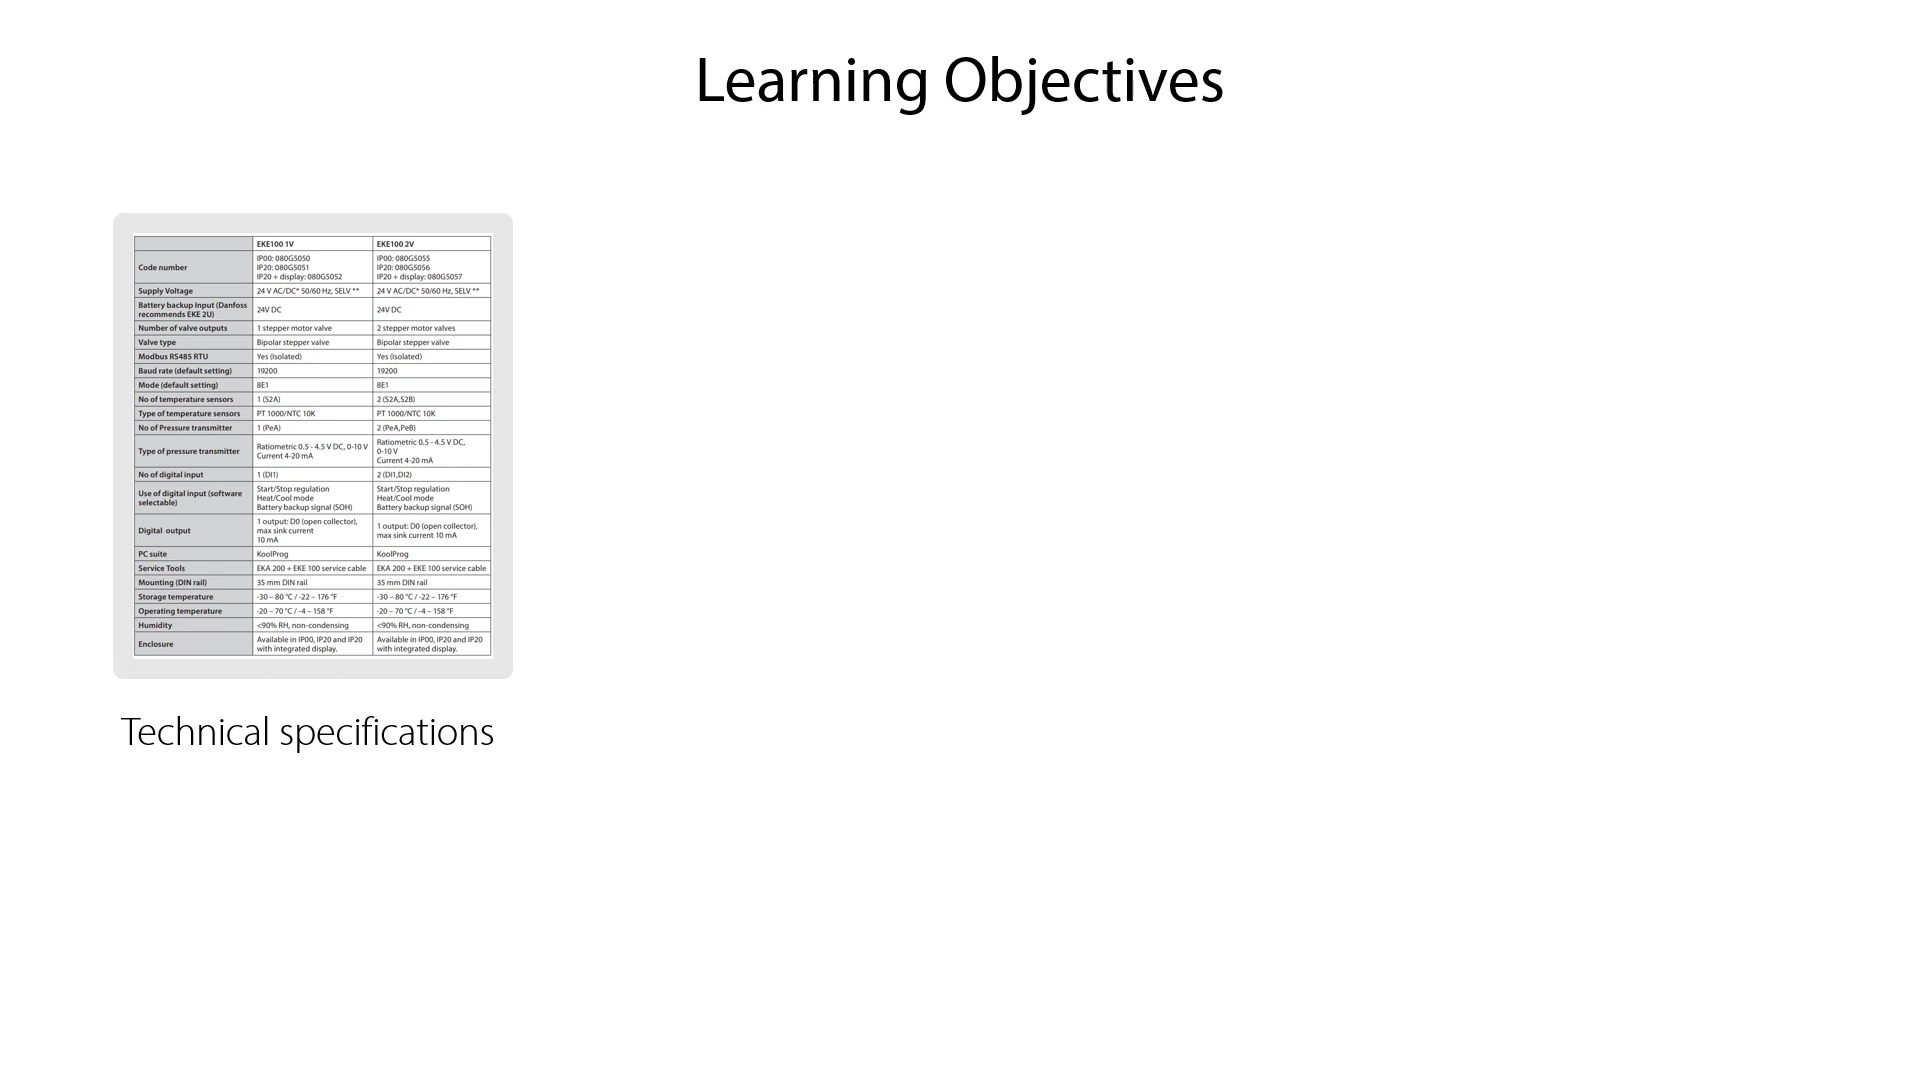 Learning Objectives
EKE100 1V EKE100 2V
Code number
IP00: 080G5050
IP20: 080G5051
IP20 + display: 080G5052
IP00: 080G5055
IP20: 080G5056
IP20 + display: 080G5057
Supply Voltage 24 V AC/DC* 50/60 Hz, SELV ** 24 V AC/DC* 50/60 Hz, SELV **
Battery backup Input (Danfoss
recommends EKE 2U)
24V DC 24V DC
Number of valve outputs 1 stepper motor valve 2 stepper motor valves
Valve type Bipolar stepper valve Bipolar stepper valve
Modbus RS485 RTU Yes (Isolated) Yes (Isolated)
Baud rate (default setting) 19200 19200
Mode (default setting) 8E1 8E1
No of temperature sensors 1 (S2A) 2 (S2A,S2B)
Type of temperature sensors PT 1000/NTC 10K PT 1000/NTC 10K
No of Pressure transmitter 1 (PeA) 2 (PeA,PeB)
Type of pressure transmitter
Ratiometric 0.5 - 4.5 V DC, 0-10 V
Current 4-20 mA
Ratiometric 0.5 - 4.5 V DC,
0-10 V
Current 4-20 mA
No of digital input 1 (DI1) 2 (DI1,DI2)
Use of digital input (software
selectable)
Start/Stop regulation
Heat/Cool mode
Battery backup signal (SOH)
Start/Stop regulation
Heat/Cool mode
Battery backup signal (SOH)
Digital output
1 output: D0 (open collector),
max sink current
10 mA
1 output: D0 (open collector),
max sink current 10 mA
PC suite KoolProg KoolProg
Service Tools EKA 200 + EKE 100 service cable EKA 200 + EKE 100 service cable
Mounting (DIN rail) 35 mm DIN rail 35 mm DIN rail
Storage temperature -30 – 80 °C / -22 – 176 °F -30 – 80 °C / -22 – 176 °F
Operating temperature -20 – 70 °C / -4 – 158 °F -20 – 70 °C / -4 – 158 °F
Humidity <90% RH, non-condensing <90% RH, non-condensing
Enclosure
Available in IP00, IP20 and IP20
with integrated display.
Available in IP00, IP20 and IP20
with integrated display.
Technical specifications